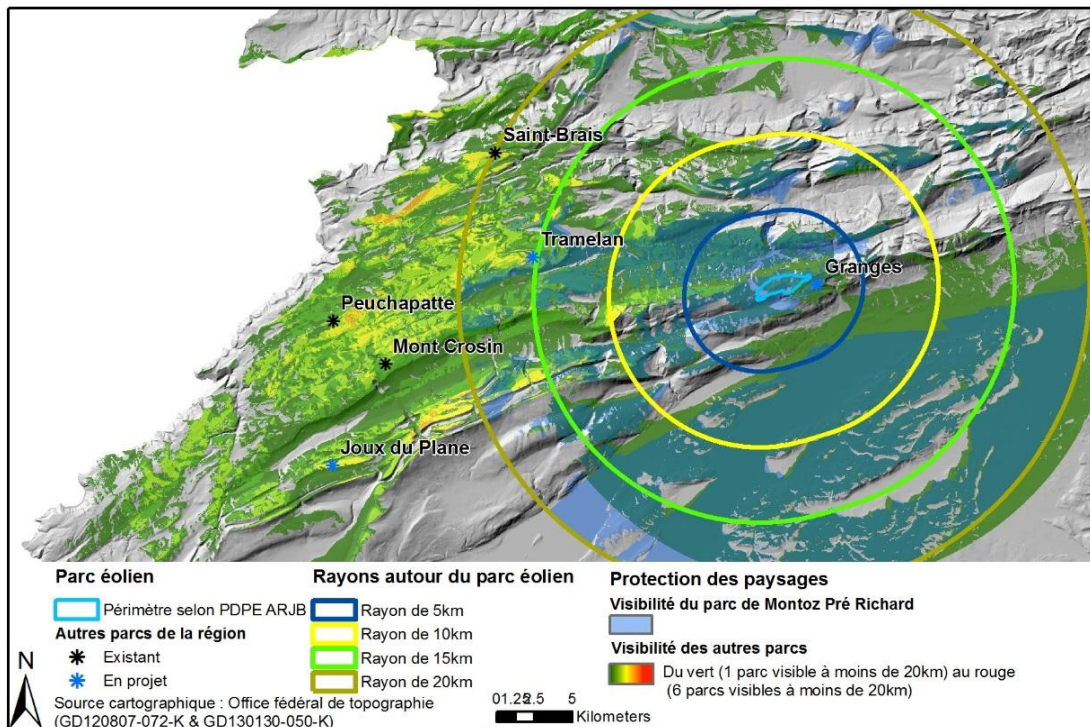 Saint-Brais
Tramelan
Granges
Peuchapatte
Mont Crosin
Joux du Plane
Parc éolien
Périmètre selon PDPE ARJB
Autres parcs de la région
Existant
En projet
N
Source cartographique : Office fédéral de topographie
(GD120807-072-K & GD130130-050-K)
Rayons autour du parc éolien
Rayon de 5km
Rayon de 10km
Rayon de 15km
Rayon de 20km
01.252.5 5
Kilometers
Protection des paysages
Visibilité du parc de Montoz Pré Richard
Visibilité des autres parcs
Du vert (1 parc visible à moins de 20km) au rouge
(6 parcs visibles à moins de 20km)